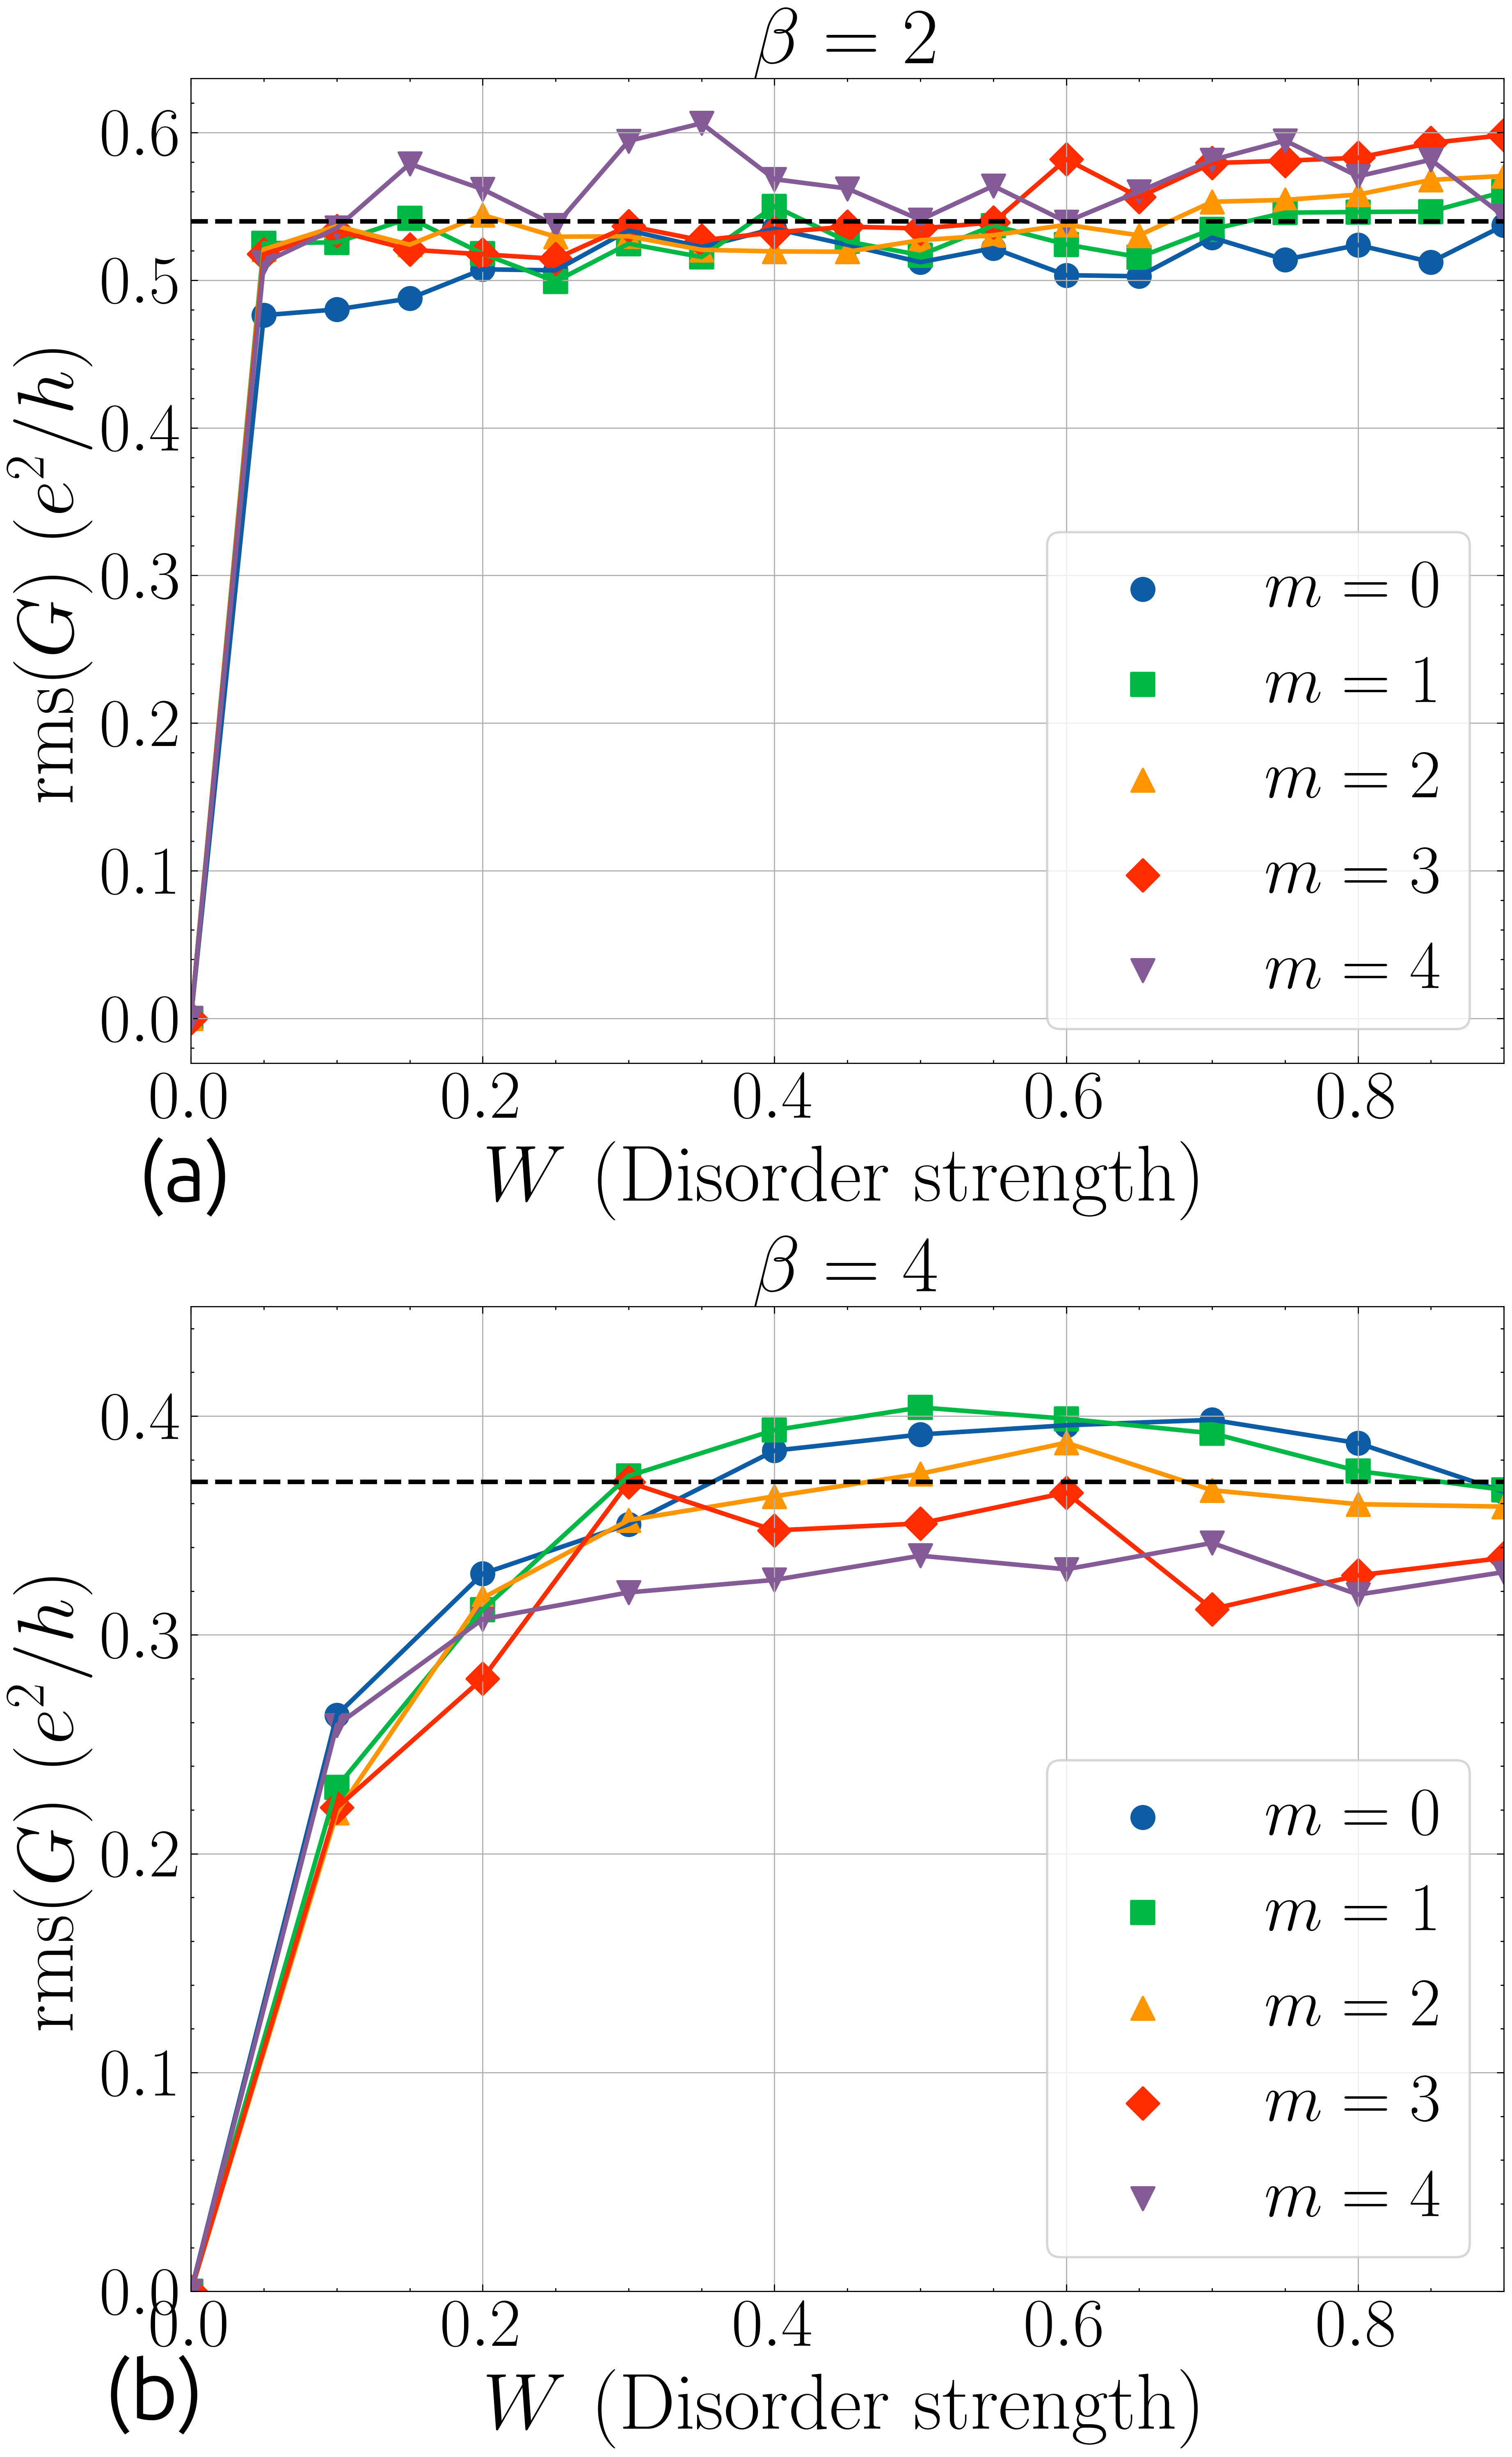 β = 2
rms(G) (e²/h)
0.6
0.5
0.4
0.3
0.2
0.1
0.0
m = 0
m = 1
m = 2
m = 3
m = 4
0.0 0.2 0.4 0.6 0.8
(a) W (Disorder strength)
β = 4
rms(G) (e²/h)
0.4
0.3
0.2
0.1
0.0
m = 0
m = 1
m = 2
m = 3
m = 4
0.0 0.2 0.4 0.6 0.8
(b) W (Disorder strength)